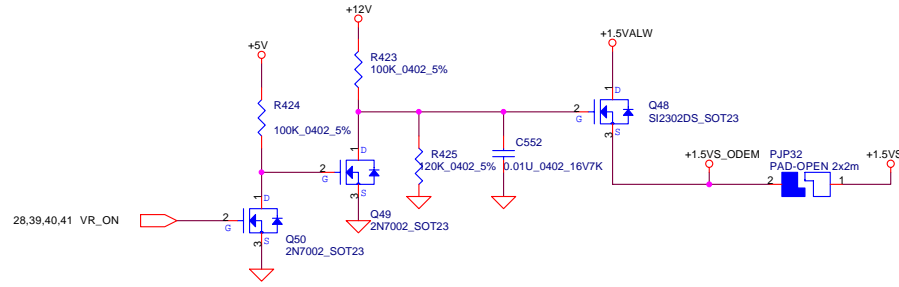 +12V
+1.5VALW
+5V
R423
100K_0402_5%
1
D
R424
100K_0402_5%
2
G
Q48
SI2302DS_SOT23
3
S
1
D
R425
120K_0402_5%
C552
0.01U_0402_16V7K
+1.5VS_ODEM
PJP32
PAD-OPEN 2x2m
+1.5VS
2
G
2
1
3
S
Q49
2N7002_SOT23
1
D
28,39,40,41 VR_ON
2
G
3
S
Q50
2N7002_SOT23